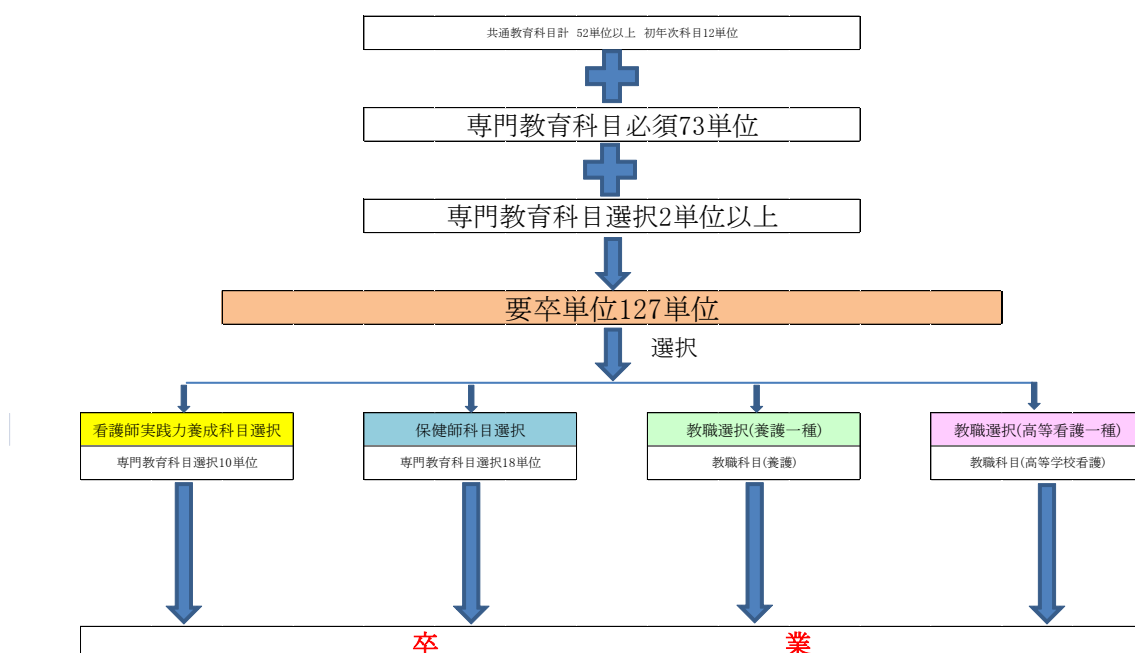 共通教育科目計 52単位以上 初年次科目12単位
専門教育科目必須73単位
専門教育科目選択2単位以上
要卒単位127単位
選択
看護師実践力養成科目選択
専門教育科目選択10単位
保健師科目選択
専門教育科目選択18単位
教職選択(養護一種)
教職科目(養護)
教職選択(高等看護一種)
教職科目(高等学校看護)
卒 業